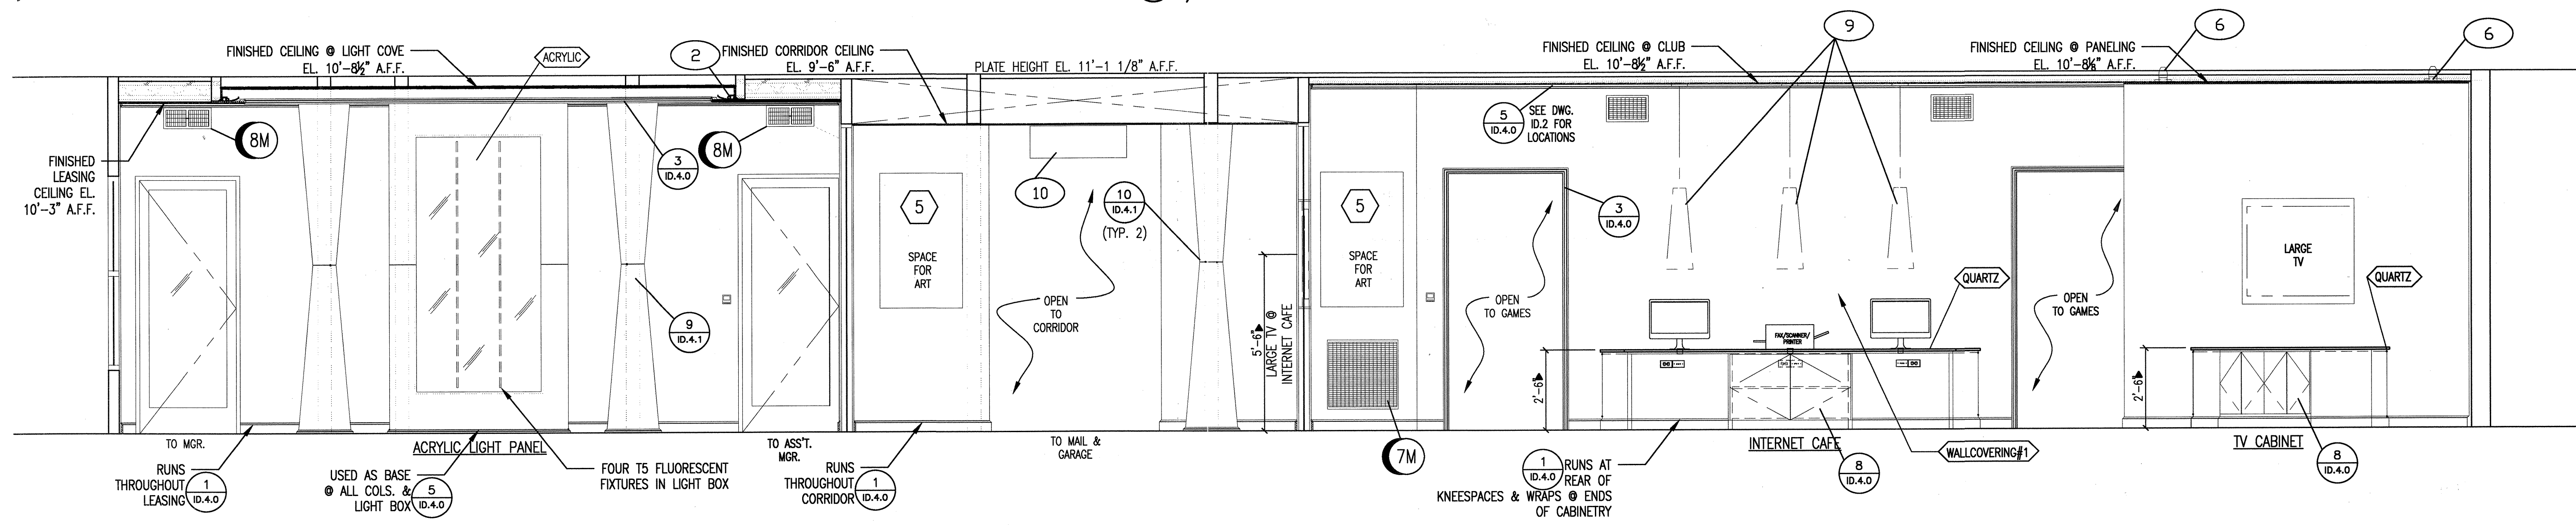 FINISHED CEILING @ LIGHT COVE
EL. 10'-8½" A.F.F.
ACRYLIC
2
FINISHED CORRIDOR CEILING
EL. 9'-6" A.F.F.
PLATE HEIGHT EL. 11'-1 1/8" A.F.F.
FINISHED CEILING @ CLUB
EL. 10'-8½" A.F.F.
9
FINISHED CEILING @ PANELING
EL. 10'-8⅛" A.F.F.
6
6
FINISHED
LEASING
CEILING EL.
10'-3" A.F.F.
8M
3
ID.4.0
8M
5
SPACE
FOR
ART
10
10
ID.4.1
(TYP. 2)
OPEN
TO
CORRIDOR
9
ID.4.1
5'-6"
LARGE TV @
INTERNET CAFE
5
SPACE
FOR
ART
5
ID.4.0
SEE DWG.
ID.2 FOR
LOCATIONS
3
ID.4.0
OPEN
TO GAMES
QUARTZ
FAX/SCANNER/
PRINTER
2'-6"
OPEN
TO GAMES
LARGE
TV
QUARTZ
2'-6"
TO MGR.
ACRYLIC LIGHT PANEL
TO ASS'T.
MGR.
TO MAIL &
GARAGE
7M
INTERNET CAFE
WALLCOVERING#1
TV CABINET
8
ID.4.0
RUNS
THROUGHOUT
LEASING
1
ID.4.0
USED AS BASE
@ ALL COLS. &
LIGHT BOX
5
ID.4.0
FOUR T5 FLUORESCENT
FIXTURES IN LIGHT BOX
RUNS
THROUGHOUT
CORRIDOR
1
ID.4.0
1
ID.4.0
RUNS AT
REAR OF
KNEESPACES & WRAPS @ ENDS
OF CABINETRY
8
ID.4.0